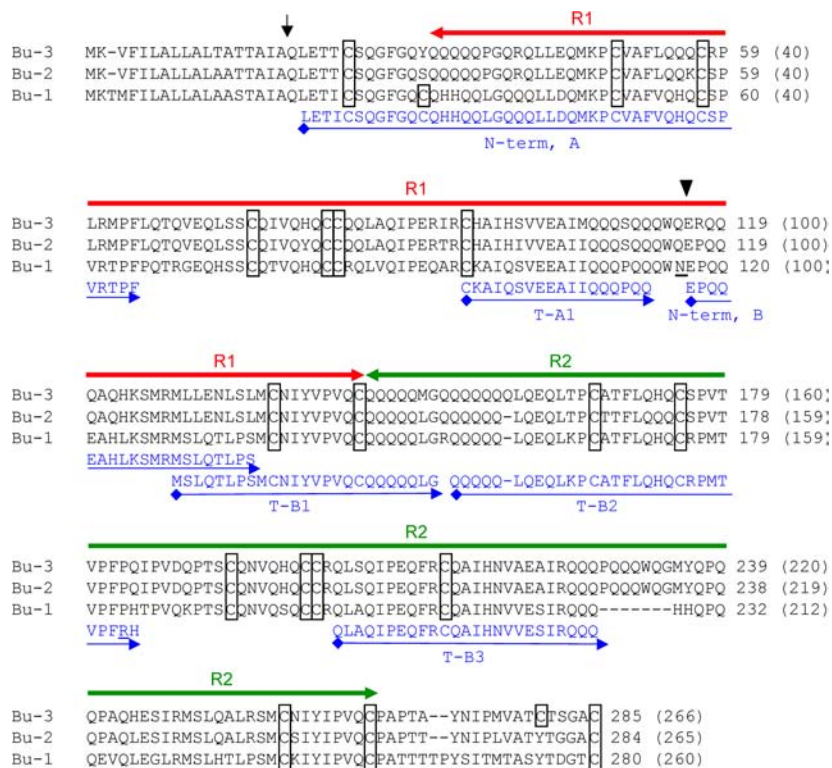 R1
Bu-3 MK-VFILALLALTATTAIAQLETTCSQGFGQYQQQQQPGQRQLLEQMKPCVAFLQQQCRP 59 (40)
Bu-2 MK-VFILALLALAATTAIAQLETTCSQGFGQSQQQQQPGQRQLLEQMKPCVAFLQQKCSP 59 (40)
Bu-1 MKTMFILALLALAASTAIAQLETICSQGFGQCQHHQQLGQQQLLDQMKPCVAFVQHQCSP 60 (40)
LETICSQGFGQCQHHQQLGQQQLLDQMKPCVAFVQHQCSP
N-term, A
R1
Bu-3 LRMPFLQTQVEQLSSCQIVQHQCCQQLAQIPERIRCHAIHSVVEAIMQQQSQQQWQERQQ 119 (100)
Bu-2 LRMPFLQTQVEQLSSCQIVQYQCCQQLAQIPERTRCHAIHIVVEAIIQQQSQQQWQEPQQ 119 (100)
Bu-1 VRTPFPQTRGEQHSSCQTVQHQCCRQLVQIPEQARCKAIQSVEEAIIQQQPQQQWNEPQQ 120 (100)
VRTPF CKAIQSVEEAIIQQQPQQ EPQQ
T-A1 N-term, B
R1 R2
Bu-3 QAQHKSMRMLLENLSLMCNIYVPVQCQQQQQMGQQQQQQQLQEQLTPCATFLQHQCSPVT 179 (160)
Bu-2 QAQHKSMRMLLENLSLMCNIYVPVQCQQQQQLGQQQQQQ-LQEQLTPCTTFLQQQCSPVT 178 (159)
Bu-1 EAHLKSMRMSLQTLPSMCNIYVPVQCQQQQQLGRQQQQQ-LQEQLKPCATFLQHQCRPMT 179 (159)
EAHLKSMRMSLQTLPS
MSLQTLPSMCNIYVPVQCQQQQQLG QQQQQ-LQEQLKPCATFLQHQCRPMT
T-B1 T-B2
R2
Bu-3 VPFPQIPVDQPTSCQNVQHQCCRQLSQIPEQFRCQAIHNVAEAIRQQQPQQQWQGMYQPQ 239 (220)
Bu-2 VPFPQIPVDQPTSCQNVQHQCCRQLSQIPEQFRCQAIHNVAEAIRQQQPQQQWQGMYQPQ 238 (219)
Bu-1 VPFPHTPVQKPTSCQNVQSQCCRQLAQIPEQFRCQAIHNVVESIRQQQ-------HHQPQ 232 (212)
VPFRH QLAQIPEQFRCQAIHNVVESIRQQQ
T-B3
R2
Bu-3 QPAQHESIRMSLQALRSMCNIYIPVQCPAPTA--YNIPMVATCTSGAC 285 (266)
Bu-2 QPAQLESIRMSLQALRSMCSIYIPVQCPAPTT--YNIPLVATYTGGAC 284 (265)
Bu-1 QEVQLEGLRMSLHTLPSMCKIYIPVQCPATTTTPYSITMTASYTDGTC 280 (260)